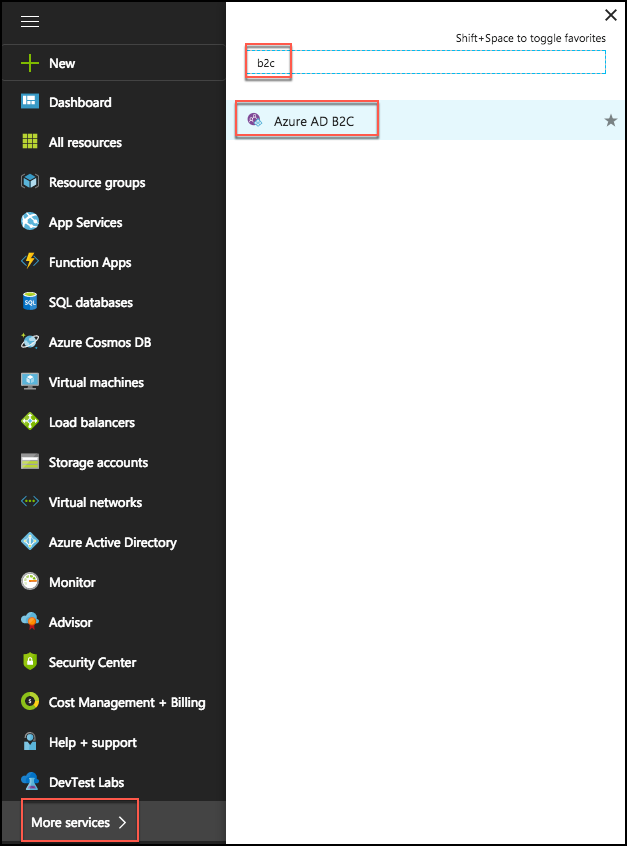 New
Dashboard
All resources
Resource groups
App Services
Function Apps
SQL
SQL databases
Azure Cosmos DB
Virtual machines
Load balancers
Storage accounts
Virtual networks
Azure Active Directory
Monitor
Advisor
Security Center
Cost Management + Billing
Help + support
DevTest Labs
More services
Shift+Space to toggle favorites
b2c
Azure AD B2C